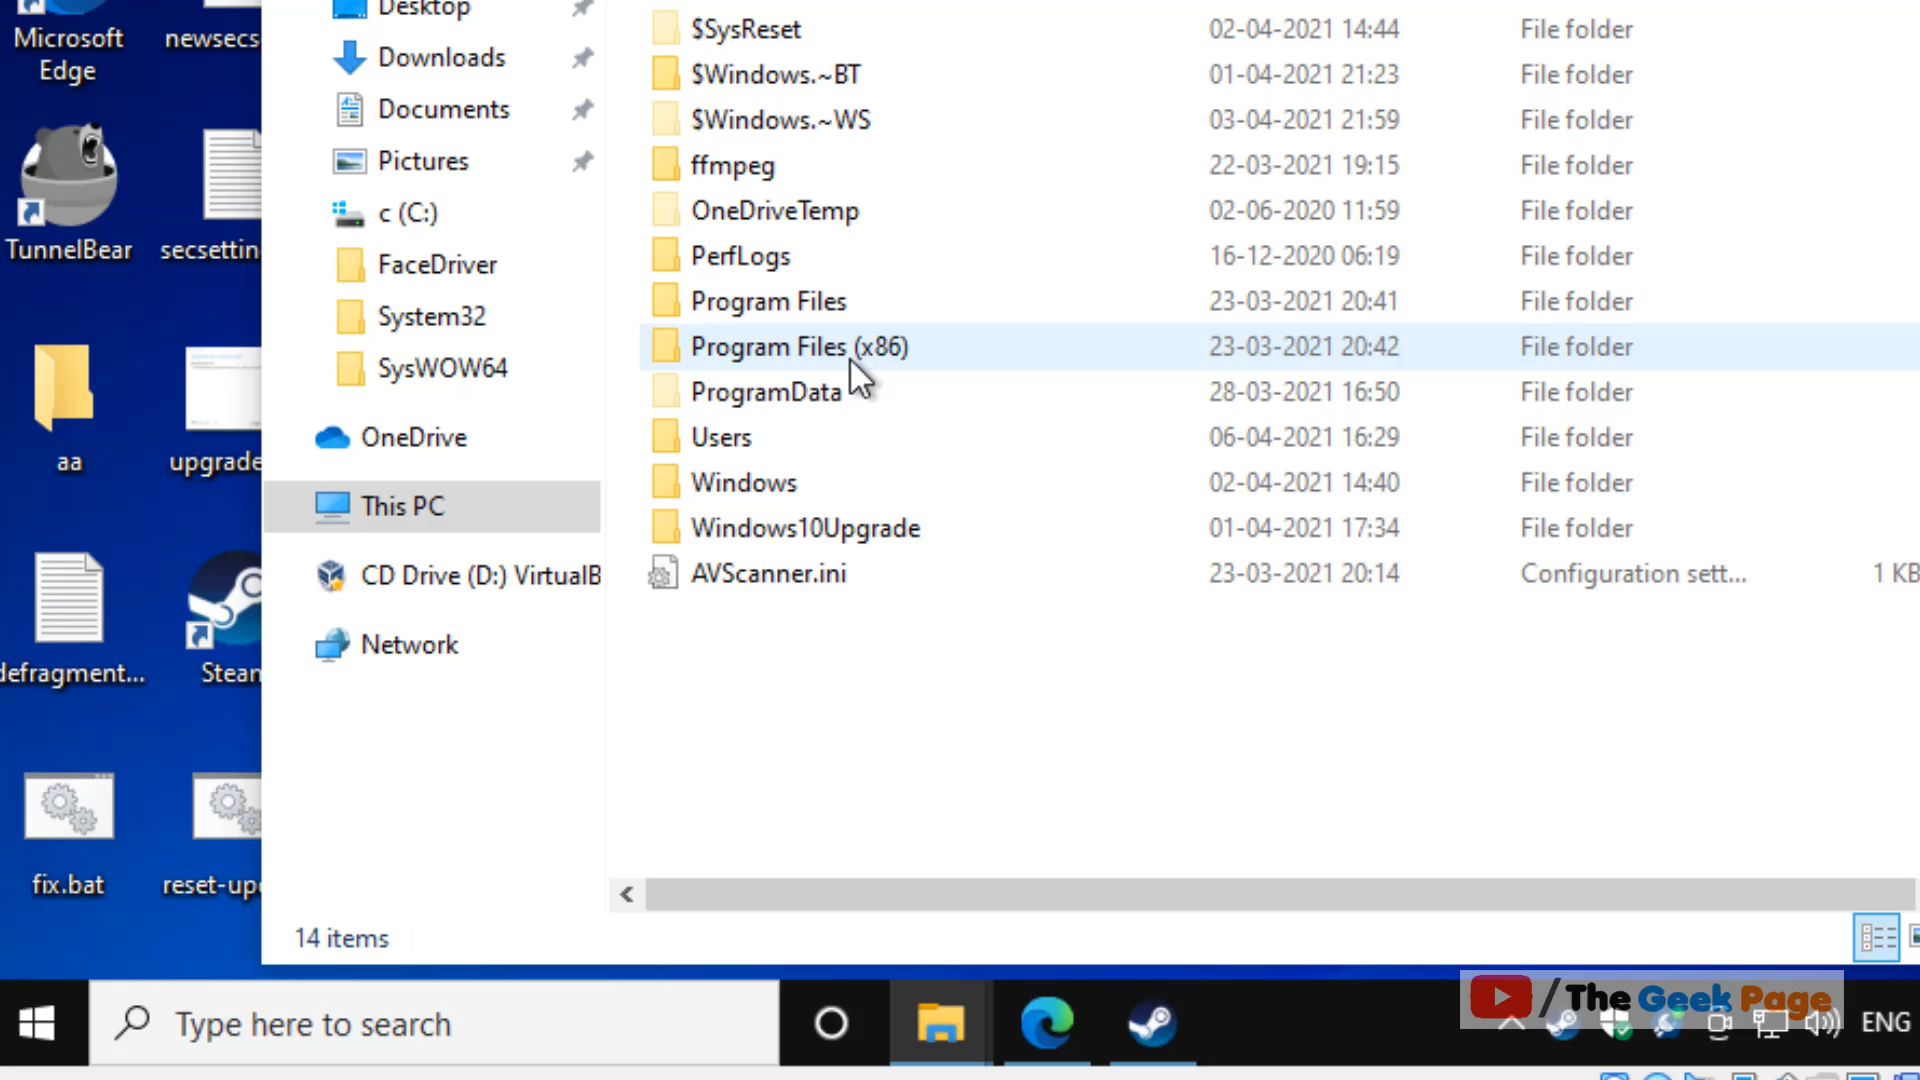 Microsoft
Edge
newsecs
TunnelBear
secsettin
aa
upgrade
defragment...
Steam
fix.bat
reset-up
Desktop
Downloads
Documents
Pictures
c (C:)
FaceDriver
System32
SysWOW64
OneDrive
This PC
CD Drive (D:) VirtualB
Network
$SysReset 02-04-2021 14:44 File folder
$Windows.~BT 01-04-2021 21:23 File folder
$Windows.~WS 03-04-2021 21:59 File folder
ffmpeg 22-03-2021 19:15 File folder
OneDriveTemp 02-06-2020 11:59 File folder
PerfLogs 16-12-2020 06:19 File folder
Program Files 23-03-2021 20:41 File folder
Program Files (x86) 23-03-2021 20:42 File folder
ProgramData 28-03-2021 16:50 File folder
Users 06-04-2021 16:29 File folder
Windows 02-04-2021 14:40 File folder
Windows10Upgrade 01-04-2021 17:34 File folder
AVScanner.ini 23-03-2021 20:14 Configuration sett... 1 KB
14 items
Type here to search
/The Geek Page
ENG